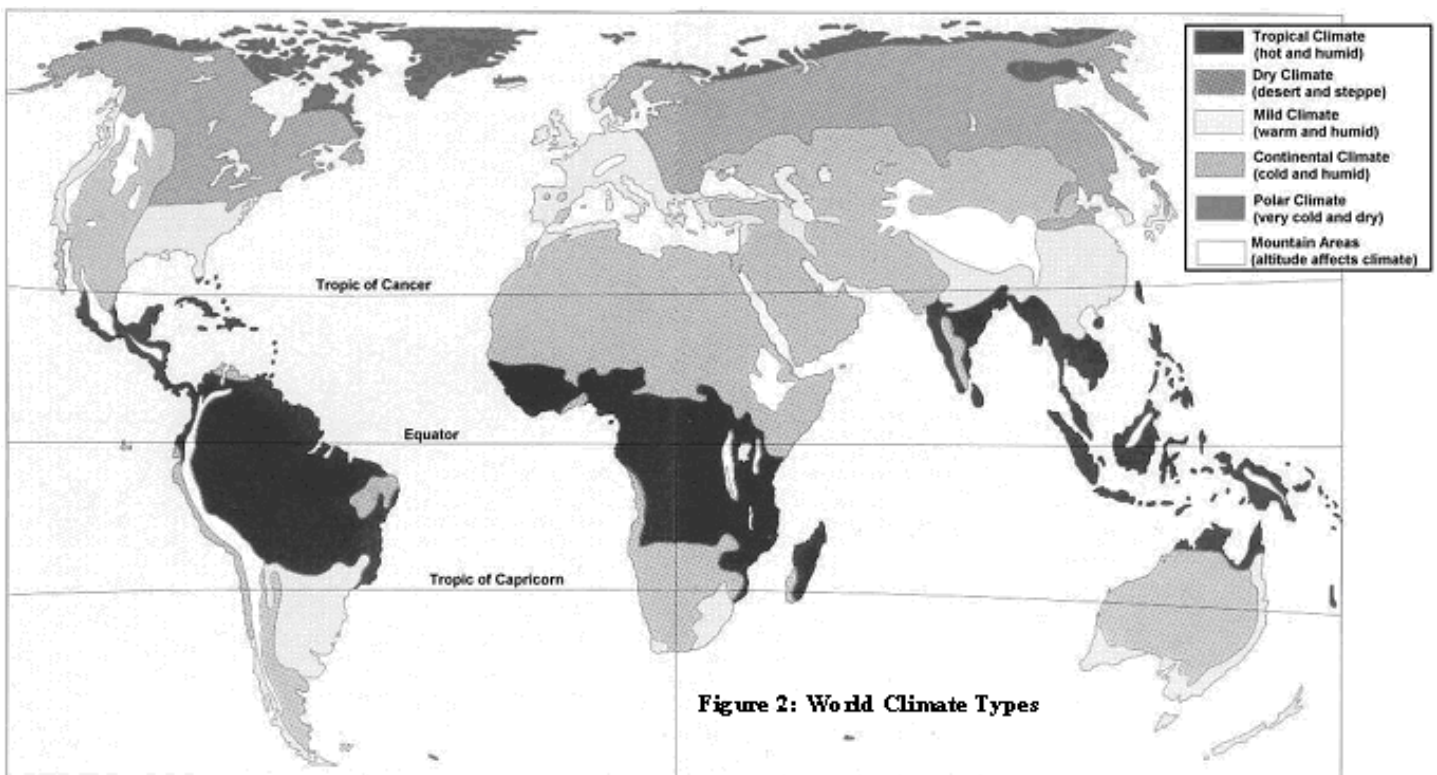 Tropical Climate
(hot and humid)
Dry Climate
(desert and steppe)
Mild Climate
(warm and humid)
Continental Climate
(cold and humid)
Polar Climate
(very cold and dry)
Mountain Areas
(altitude affects climate)
Tropic of Cancer
Equator
Tropic of Capricorn
Figure 2: World Climate Types